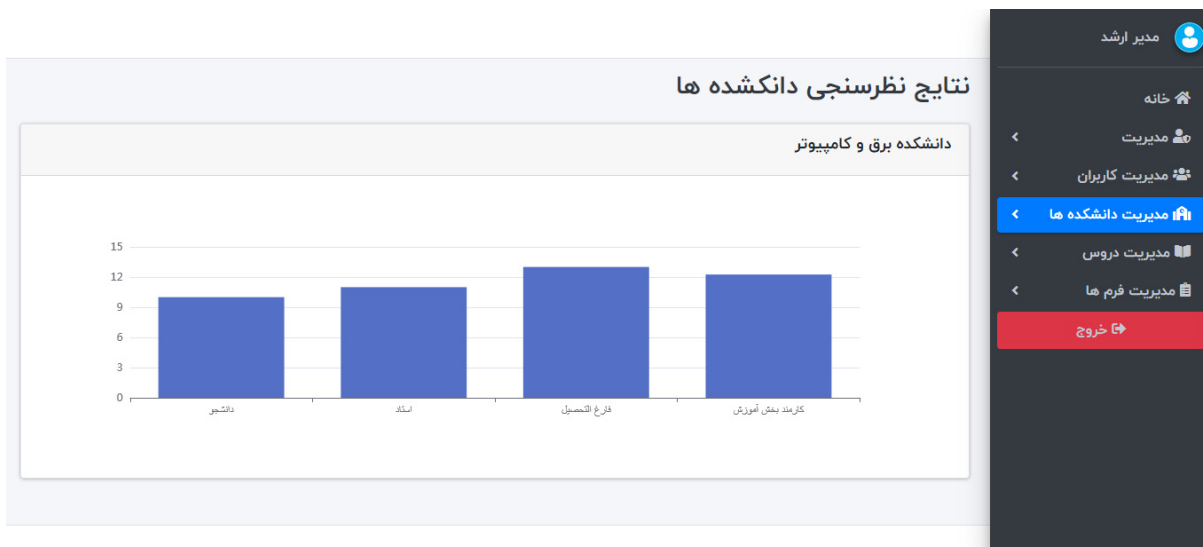 مدیر ارشد
خانه
مدیریت
مدیریت کاربران
مدیریت دانشکده ها
مدیریت دروس
مدیریت فرم ها
خروج
نتایج نظرسنجی دانکشده ها
دانشکده برق و کامپیوتر
15
12
9
6
3
0
دانشجو
استاد
فارغ التحصیل
کارمند بخش آموزش